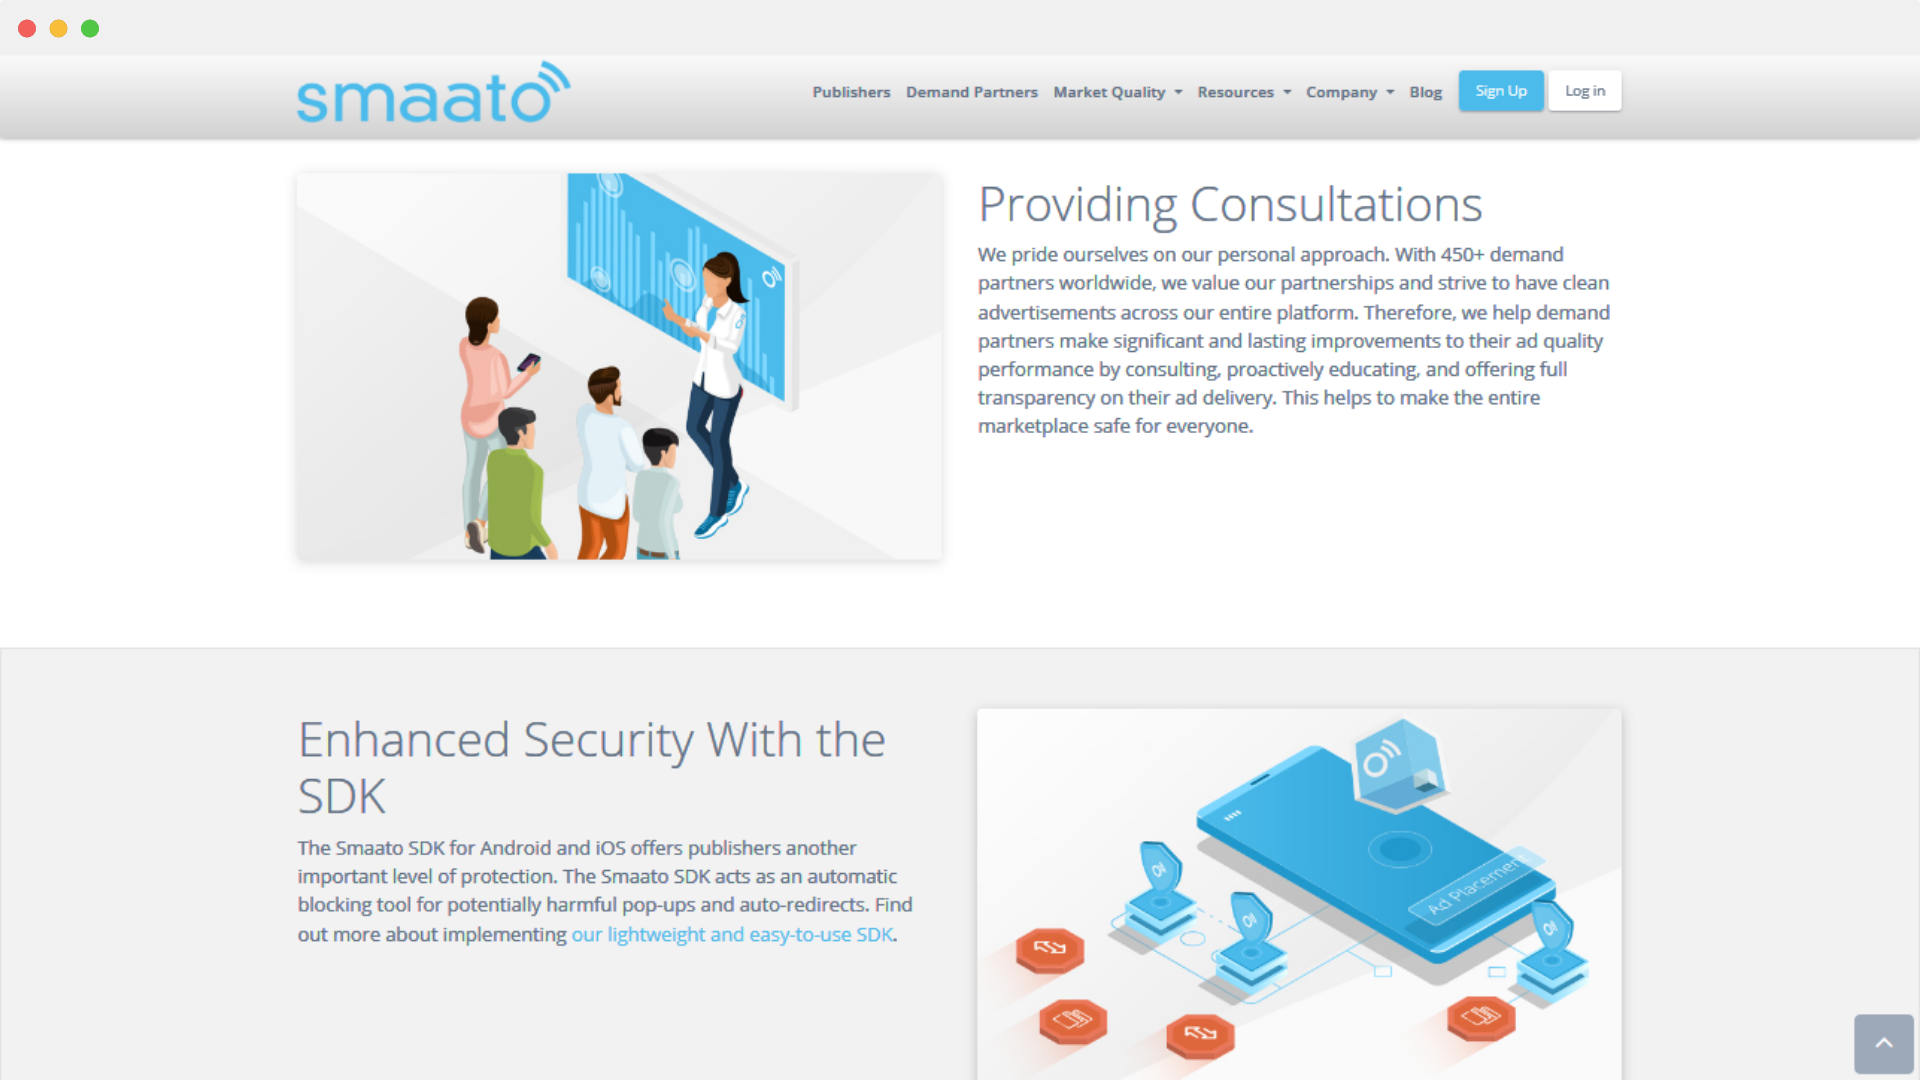 smaato
Publishers Demand Partners Market Quality Resources Company Blog Sign Up Log in
Providing Consultations
We pride ourselves on our personal approach. With 450+ demand
partners worldwide, we value our partnerships and strive to have clean
advertisements across our entire platform. Therefore, we help demand
partners make significant and lasting improvements to their ad quality
performance by consulting, proactively educating, and offering full
transparency on their ad delivery. This helps to make the entire
marketplace safe for everyone.
Enhanced Security With the
SDK
The Smaato SDK for Android and iOS offers publishers another
important level of protection. The Smaato SDK acts as an automatic
blocking tool for potentially harmful pop-ups and auto-redirects. Find
out more about implementing our lightweight and easy-to-use SDK.
Ad Placement